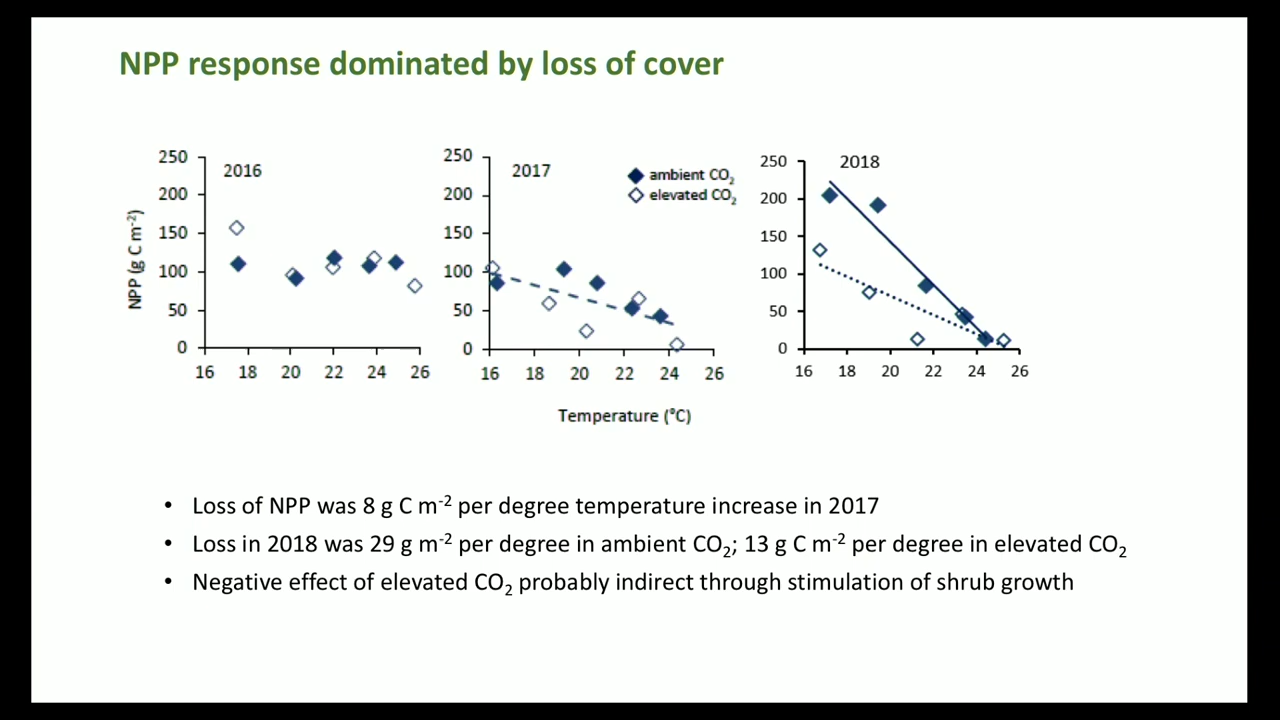 NPP response dominated by loss of cover
NPP (g C m⁻²)
250
200
150
100
50
0
2016
16 18 20 22 24 26
250
200
150
100
50
0
2017
ambient CO₂
elevated CO₂
16 18 20 22 24 26
250
200
150
100
50
0
2018
16 18 20 22 24 26
Temperature (°C)
• Loss of NPP was 8 g C m⁻² per degree temperature increase in 2017
• Loss in 2018 was 29 g m⁻² per degree in ambient CO₂; 13 g C m⁻² per degree in elevated CO₂
• Negative effect of elevated CO₂ probably indirect through stimulation of shrub growth